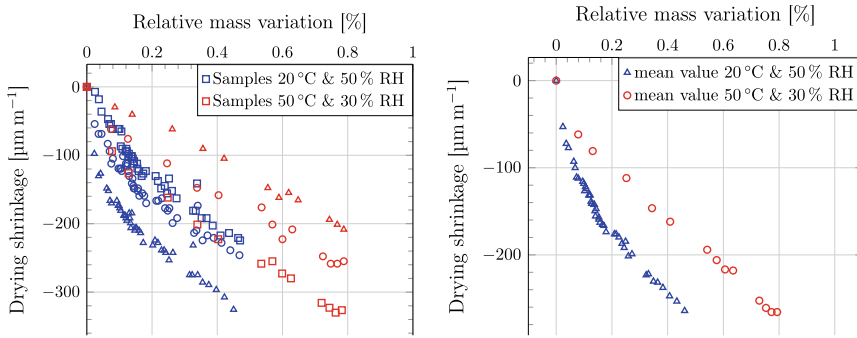 Relative mass variation [%]
0 0.2 0.4 0.6 0.8 1
Samples 20 °C & 50 % RH
Samples 50 °C & 30 % RH
0
−100
−200
−300
Drying shrinkage [µm m⁻¹]
Relative mass variation [%]
0 0.2 0.4 0.6 0.8 1
mean value 20 °C & 50 % RH
mean value 50 °C & 30 % RH
0
−100
−200
Drying shrinkage [µm m⁻¹]